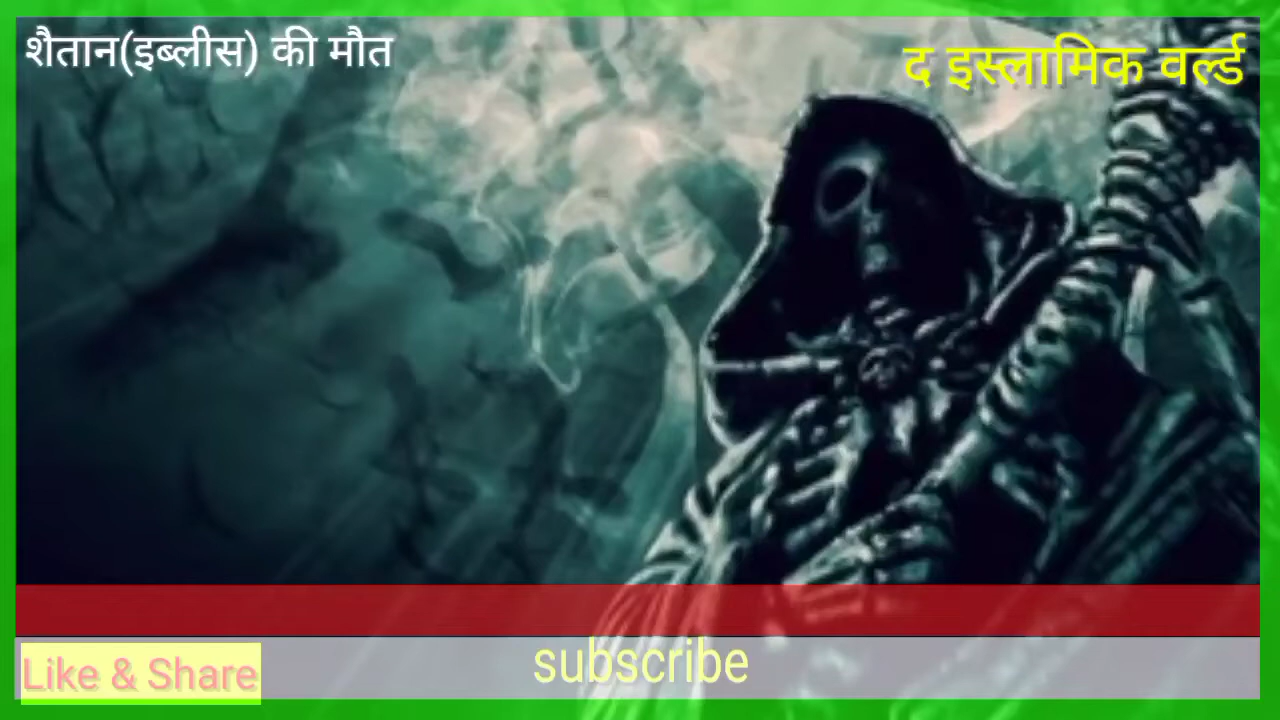 शैतान(इब्लीस) की मौत
द इस्लामिक वर्ल्ड
subscribe
Like & Share